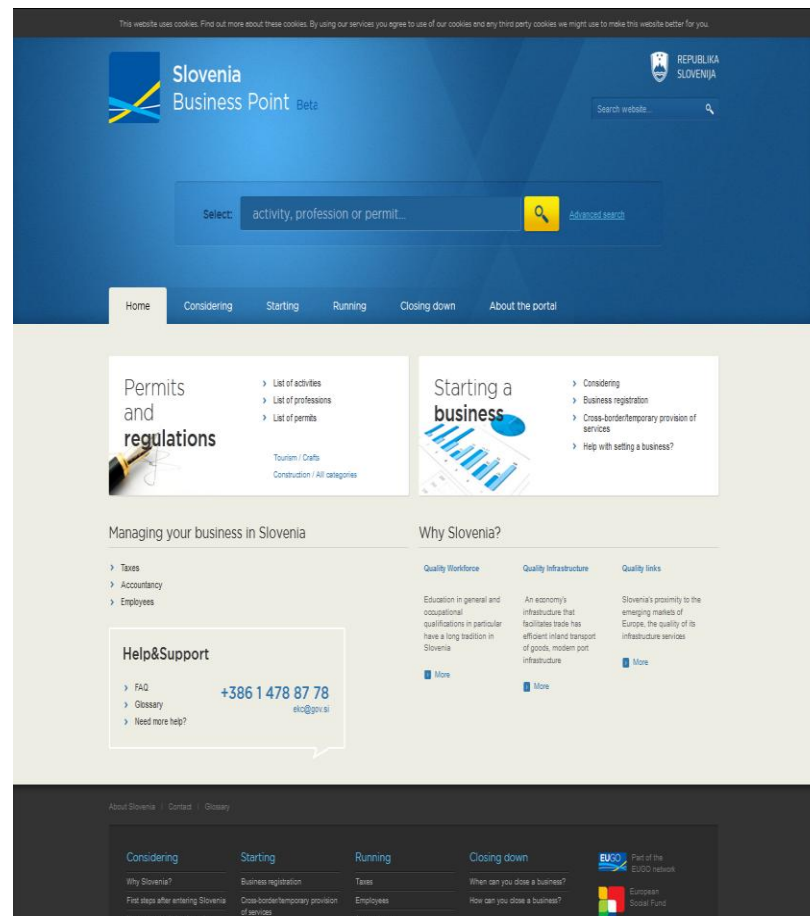 This website uses cookies. Find out more about these cookies. By using our services you agree to use of our cookies and any third party cookies we might use to make this website better for you.
Slovenia
Business Point Beta
REPUBLIKA
SLOVENIJA
Search website...
Select:
activity, profession or permit...
Advanced search
Home
Considering
Starting
Running
Closing down
About the portal
Permits
and
regulations
List of activities
List of professions
List of permits
Tourism / Crafts
Construction / All categories
Starting a
business
Considering
Business registration
Cross-border/temporary provision of
services
Help with setting a business?
Managing your business in Slovenia
Taxes
Accountancy
Employees
Help&Support
FAQ
Glossary
Need more help?
+386 1 478 87 78
ekc@gov.si
Why Slovenia?
Quality Workforce
Education in general and
occupational
qualifications in particular
have a long tradition in
Slovenia
More
Quality Infrastructure
An economy's
infrastructure that
facilitates trade has
efficient inland transport
of goods, modern port
infrastructure
More
Quality links
Slovenia's proximity to the
emerging markets of
Europe, the quality of its
infrastructure services
More
About Slovenia | Contact | Glossary
Considering
Why Slovenia?
First steps after entering Slovenia
Starting
Business registration
Cross-border/temporary provision
of services
Running
Taxes
Employees
Closing down
When can you close a business?
How can you close a business?
EUGO
Part of the
EUGO network
European
Social Fund